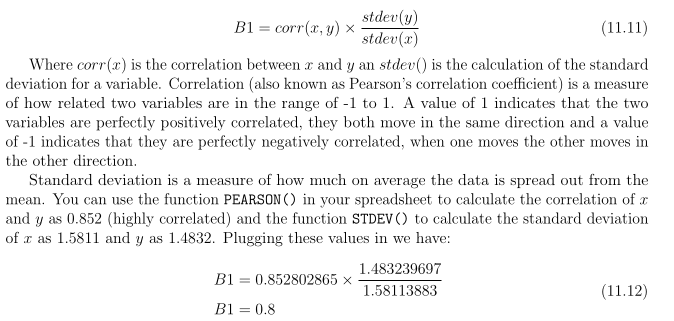 B1 = corr(x, y) × stdev(y) / stdev(x) (11.11)
Where corr(x) is the correlation between x and y an stdev() is the calculation of the standard
deviation for a variable. Correlation (also known as Pearson's correlation coefficient) is a measure
of how related two variables are in the range of -1 to 1. A value of 1 indicates that the two
variables are perfectly positively correlated, they both move in the same direction and a value
of -1 indicates that they are perfectly negatively correlated, when one moves the other moves in
the other direction.
Standard deviation is a measure of how much on average the data is spread out from the
mean. You can use the function PEARSON() in your spreadsheet to calculate the correlation of x
and y as 0.852 (highly correlated) and the function STDEV() to calculate the standard deviation
of x as 1.5811 and y as 1.4832. Plugging these values in we have:
B1 = 0.852802865 × 1.483239697 / 1.58113883
B1 = 0.8 (11.12)